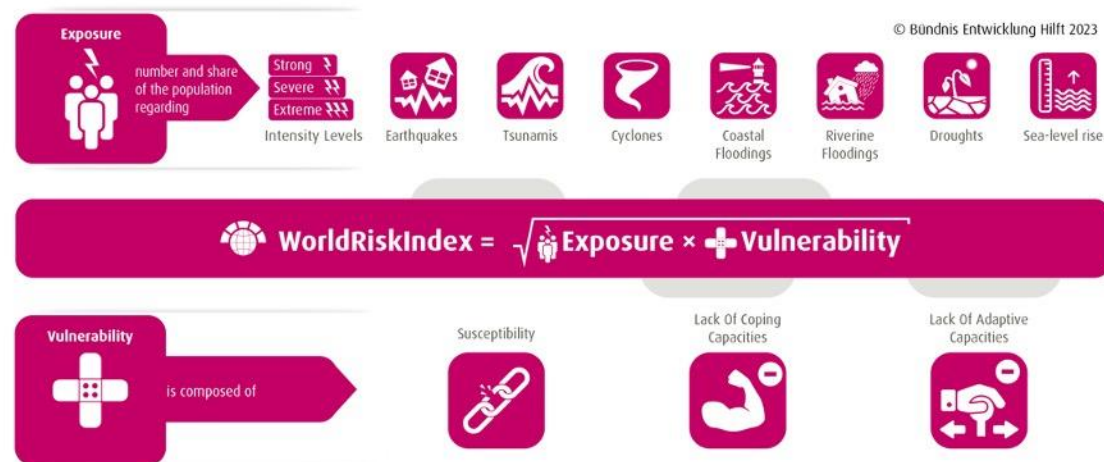 © Bündnis Entwicklung Hilft 2023
Exposure
number and share
of the population
regarding
Strong
Severe
Extreme
Intensity Levels
Earthquakes
Tsunamis
Cyclones
Coastal
Floodings
Riverine
Floodings
Droughts
Sea-level rise
WorldRiskIndex = √ Exposure × Vulnerability
Vulnerability
is composed of
Susceptibility
Lack Of Coping
Capacities
Lack Of Adaptive
Capacities